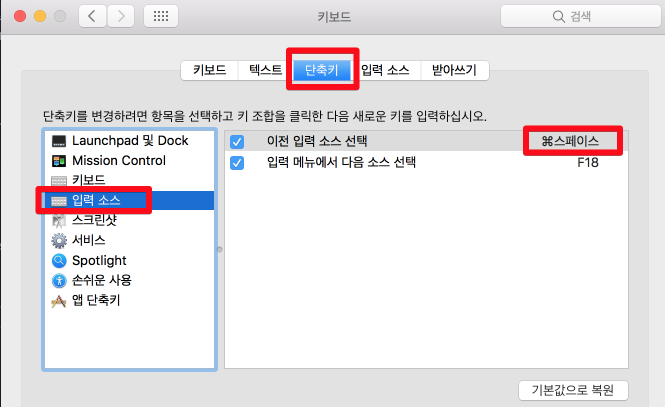 키보드
검색
키보드 텍스트 단축키 입력 소스 받아쓰기
단축키를 변경하려면 항목을 선택하고 키 조합을 클릭한 다음 새로운 키를 입력하십시오.
Launchpad 및 Dock
Mission Control
키보드
입력 소스
스크린샷
서비스
Spotlight
손쉬운 사용
앱 단축키
이전 입력 소스 선택 ⌘스페이스
입력 메뉴에서 다음 소스 선택 F18
기본값으로 복원